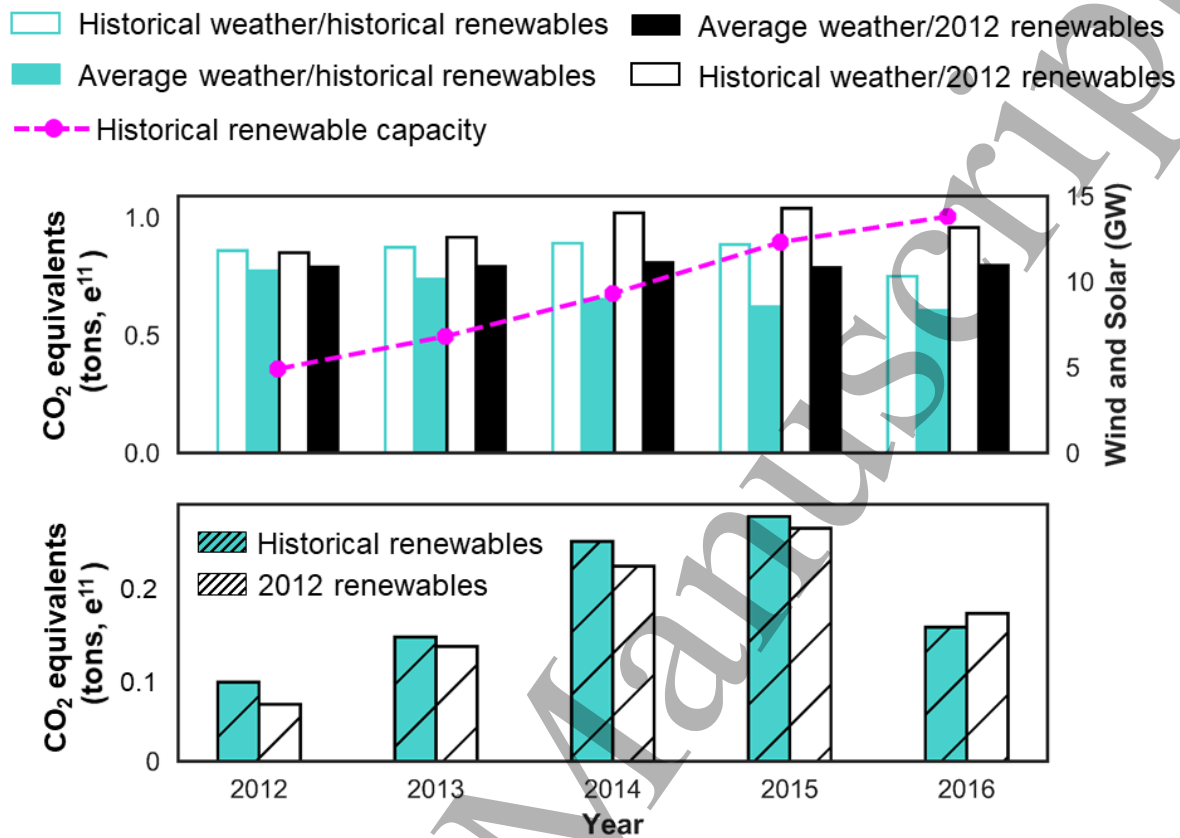 Historical weather/historical renewables
Average weather/2012 renewables
Average weather/historical renewables
Historical weather/2012 renewables
Historical renewable capacity
CO₂ equivalents
(tons, e¹¹)
1.0
0.5
0.0
15
10
5
0
Wind and Solar (GW)
CO₂ equivalents
(tons, e¹¹)
0.2
0.1
0
Historical renewables
2012 renewables
2012
2013
2014
2015
2016
Year
Manuscrip